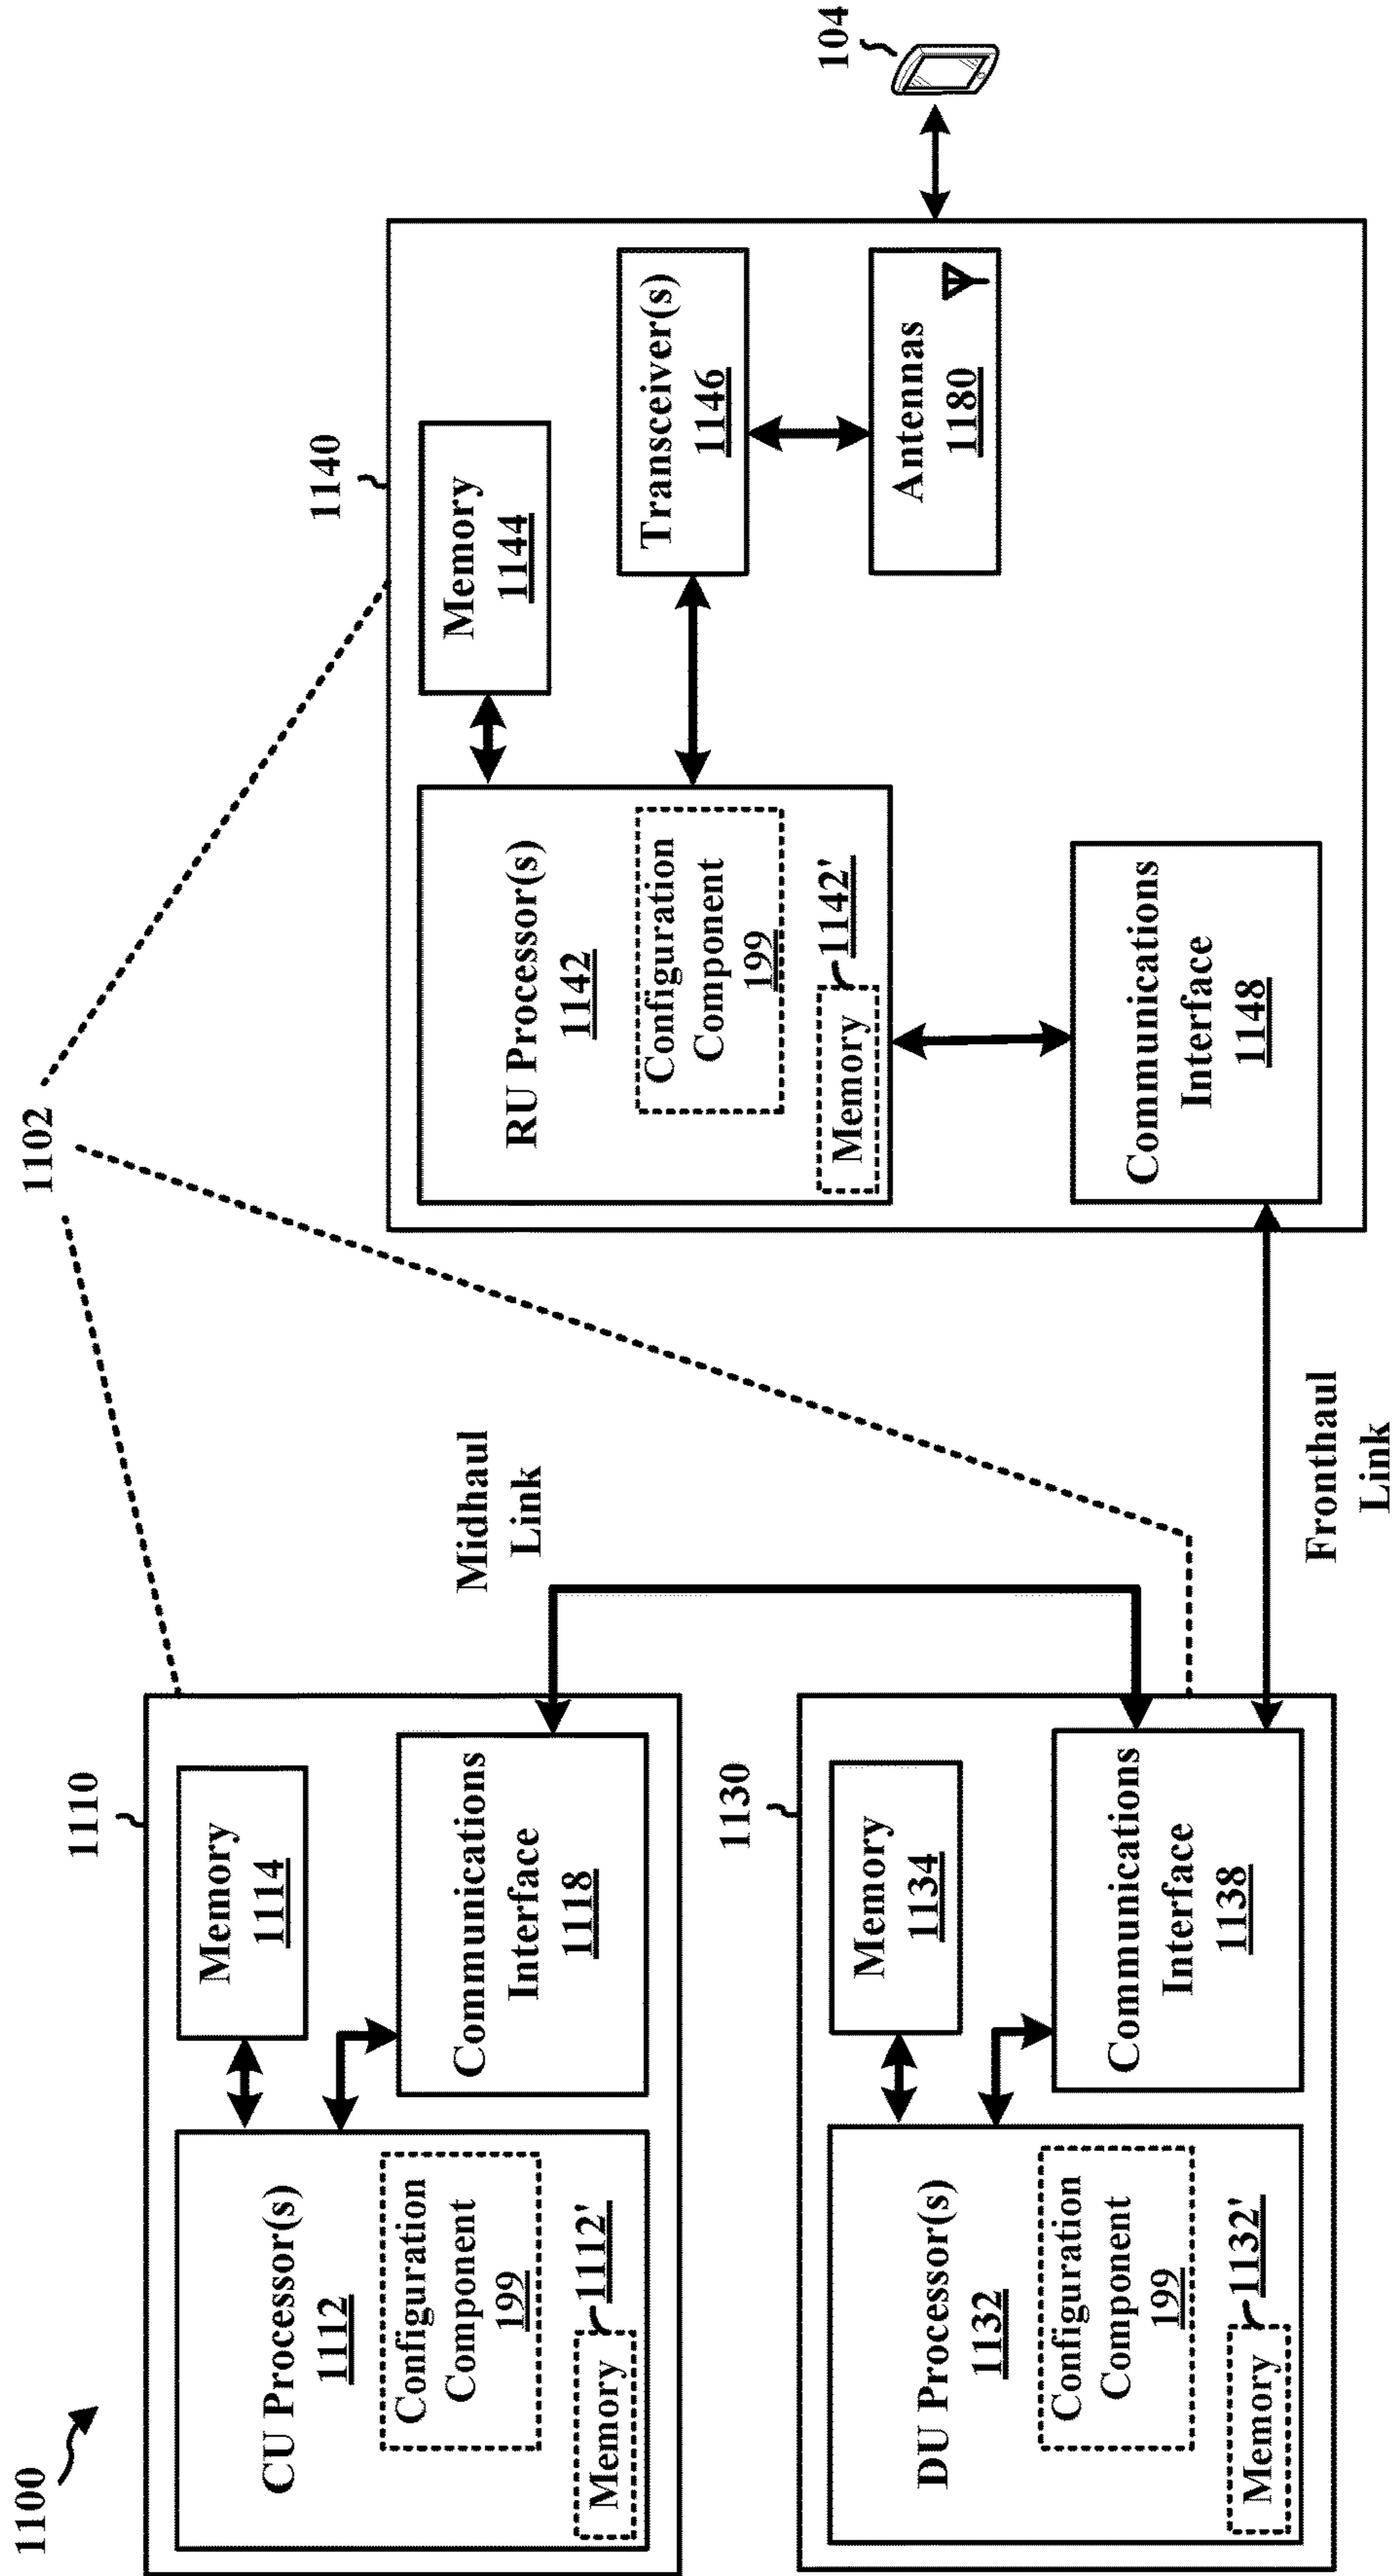 1100
1102
1110
CU Processor(s)
1112
Configuration
Component
199
Memory
1112'
Memory
1114
Communications
Interface
1118
Midhaul
Link
1130
DU Processor(s)
1132
Configuration
Component
199
Memory
1132'
Memory
1134
Communications
Interface
1138
Fronthaul
Link
1140
RU Processor(s)
1142
Configuration
Component
199
Memory
1142'
Memory
1144
Transceiver(s)
1146
Antennas
1180
Communications
Interface
1148
104